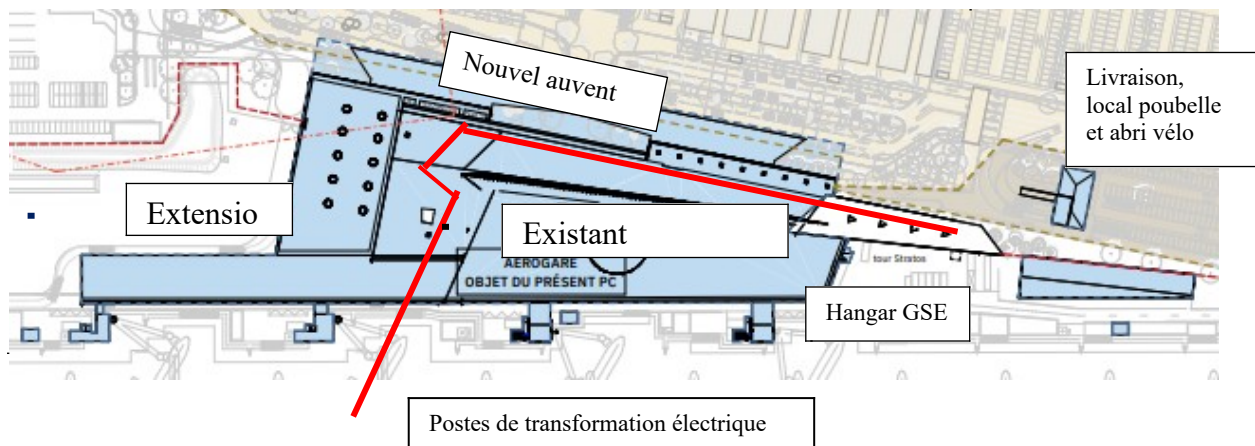 Nouvel auvent
Livraison,
local poubelle
et abri vélo
Extensio
Existant
AEROGARE
OBJET DU PRÉSENT PC
tour Stratos
Hangar GSE
Postes de transformation électrique